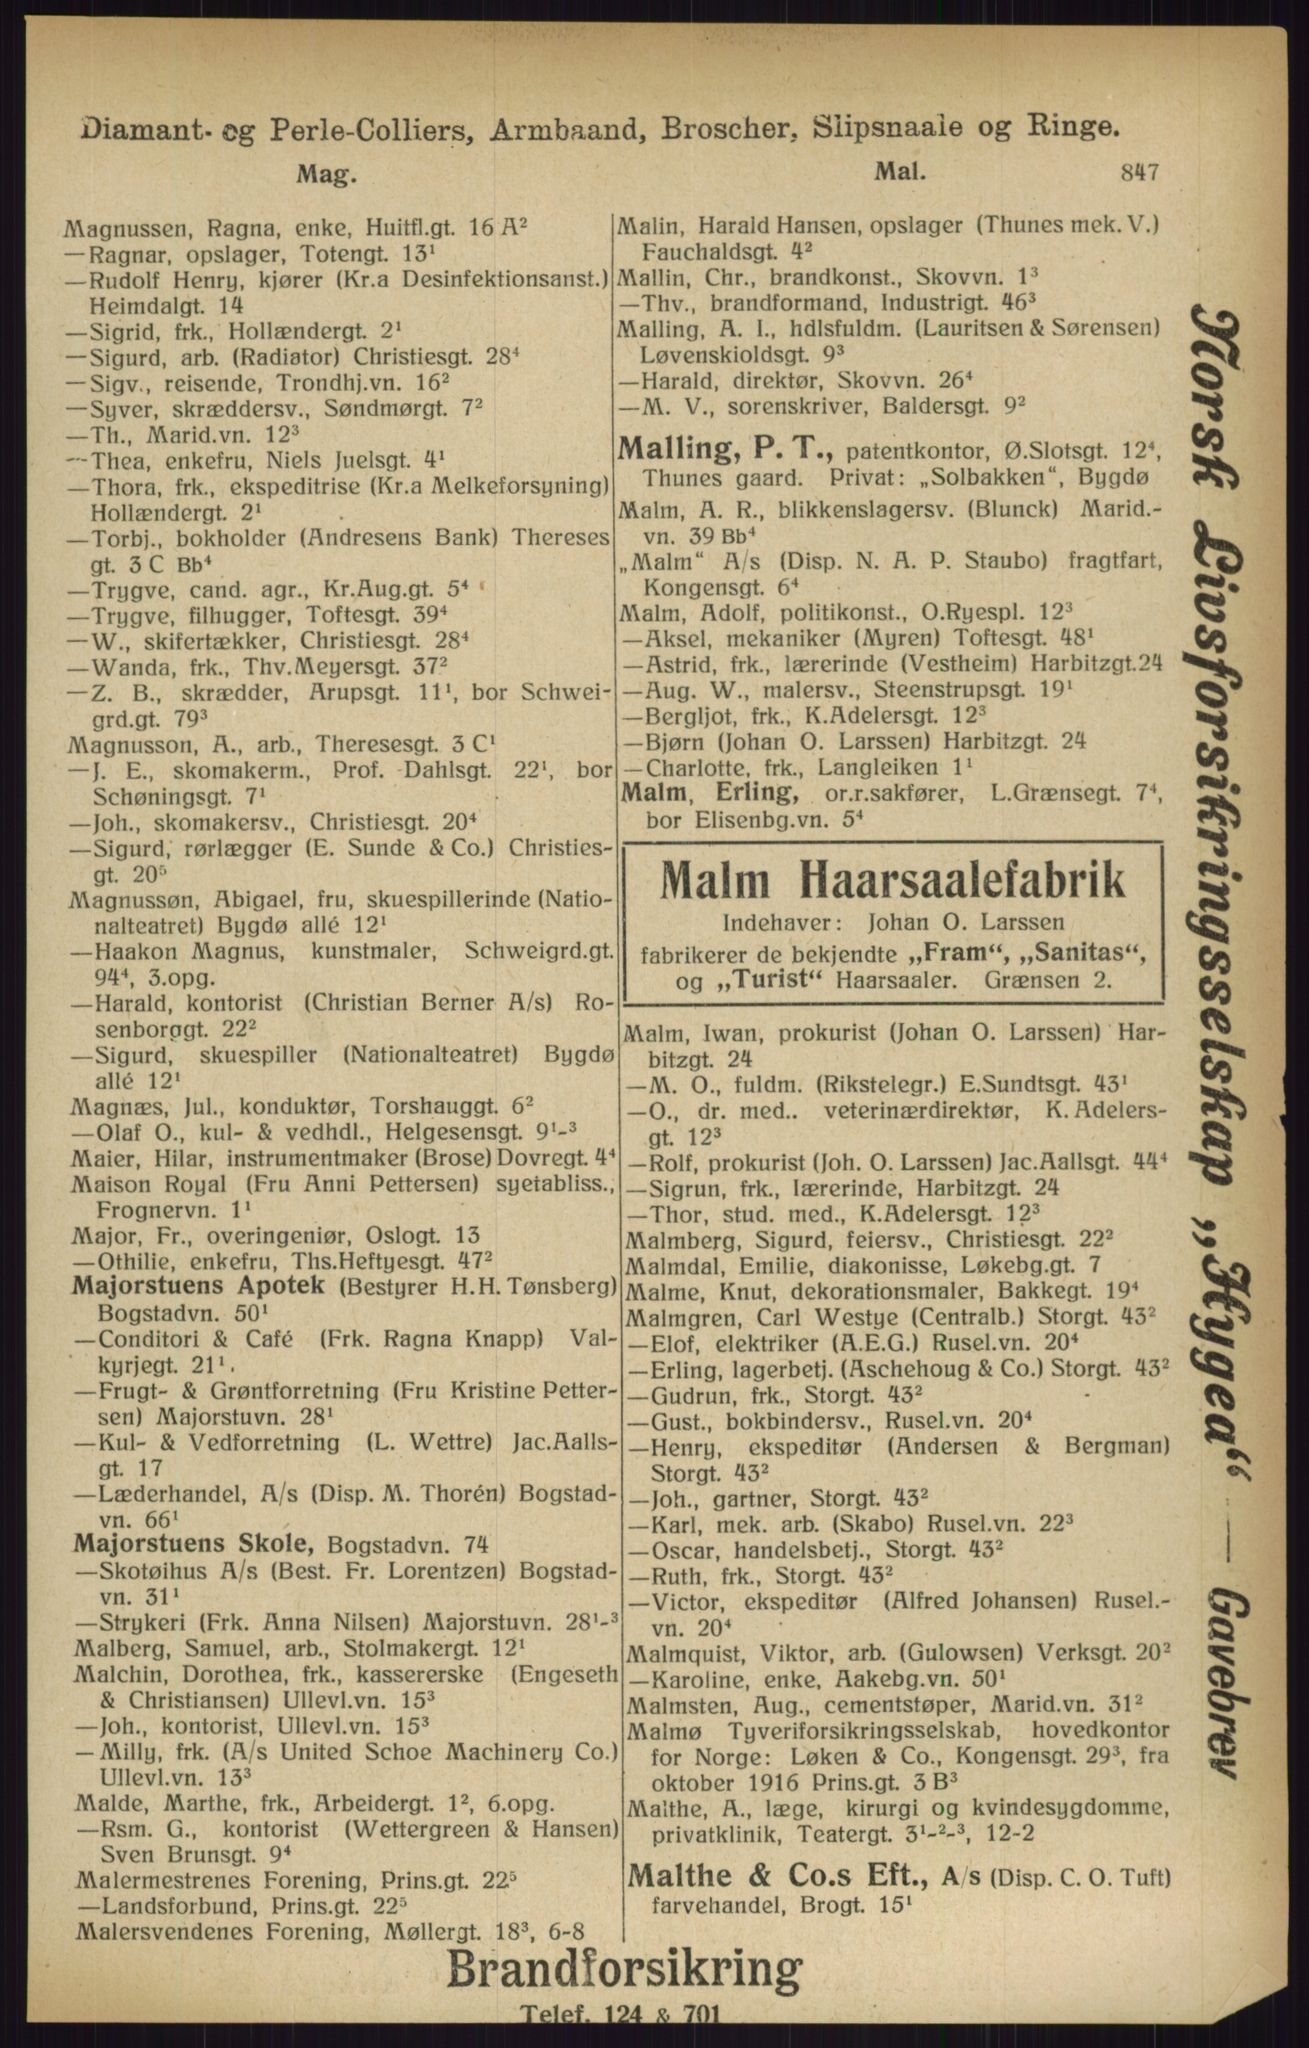 Diamant- og Perle-Colliers, Armbaand, Broscher, Slipsnaale og Ringe.
Mag.
Mal.
847
Magnussen, Ragna, enke, Huitfl.gt. 16 A²
—Ragnar, opslager, Totengt. 13¹
—Rudolf Henry, kjører (Kr.a Desinfektionsanst.)
Heimdalgt. 14
—Sigrid, frk., Hollændergt. 2¹
—Sigurd, arb. (Radiator) Christiesgt. 28⁴
—Sigv., reisende, Trondhj.vn. 16²
—Syver, skræddersv., Søndmørgt. 7²
—Th., Marid.vn. 12³
—Thea, enkefru, Niels Juelsgt. 4¹
—Thora, frk., ekspeditrise (Kr.a Melkeforsyning)
Hollændergt. 2¹
—Torbj., bokholder (Andresens Bank) Thereses
gt. 3 C Bb⁴
—Trygve, cand. agr., Kr.Aug.gt. 5⁴
—Trygve, filhugger, Toftesgt. 39⁴
—W., skifertækker, Christiesgt. 28⁴
—Wanda, frk., Thv.Meyersgt. 37²
—Z. B., skrædder, Arupsgt. 11¹, bor Schwei-
grd.gt. 79³
Magnusson, A., arb., Theresesgt. 3 C¹
—J. E., skomakerm., Prof. Dahlsgt. 22¹, bor
Schøningsgt. 7¹
—Joh., skomakersv., Christiesgt. 20⁴
—Sigurd, rørlægger (E. Sunde & Co.) Christies-
gt. 20⁵
Magnussøn, Abigael, fru, skuespillerinde (Natio-
nalteatret) Bygdø allé 12¹
—Haakon Magnus, kunstmaler, Schweigrd.gt.
94⁴, 3.opg.
—Harald, kontorist (Christian Berner A/s) Ro-
senborggt. 22²
—Sigurd, skuespiller (Nationalteatret) Bygdø
allé 12¹
Magnæs, Jul., konduktør, Torshauggt. 6²
—Olaf O., kul- & vedhdl., Helgesensgt. 9¹-³
Maier, Hilar, instrumentmaker (Brose) Dovregt. 4⁴
Maison Royal (Fru Anni Pettersen) syetabliss.,
Frognervn. 1¹
Major, Fr., overingeniør, Oslogt. 13
—Othilie, enkefru, Ths.Heftyesgt. 47²
Majorstuens Apotek (Bestyrer H.H. Tønsberg)
Bogstadvn. 50¹
—Conditori & Café (Frk. Ragna Knapp) Val-
kyrjegt. 21¹.
—Frugt- & Grøntforretning (Fru Kristine Petter-
sen) Majorstuvn. 28¹
—Kul- & Vedforretning (L. Wettre) Jac.Aalls-
gt. 17
—Læderhandel, A/s (Disp. M. Thorén) Bogstad-
vn. 66¹
Majorstuens Skole, Bogstadvn. 74
—Skotøihus A/s (Best. Fr. Lorentzen) Bogstad-
vn. 31¹
—Strykeri (Frk. Anna Nilsen) Majorstuvn. 28¹-³
Malberg, Samuel, arb., Stolmakergt. 12¹
Malchin, Dorothea, frk., kassererske (Engeseth
& Christiansen) Ullevl.vn. 15³
—Joh., kontorist, Ullevl.vn. 15³
—Milly, frk. (A/s United Schoe Machinery Co.)
Ullevl.vn. 13³
Malde, Marthe, frk., Arbeidergt. 1², 6.opg.
—Rsm. G., kontorist (Wettergreen & Hansen)
Sven Brunsgt. 9⁴
Malermestrenes Forening, Prins.gt. 22⁵
—Landsforbund, Prins.gt. 22⁵
Malersvendenes Forening, Møllergt. 18³, 6-8
Malin, Harald Hansen, opslager (Thunes mek. V.)
Fauchaldsgt. 4²
Mallin, Chr., brandkonst., Skovvn. 1³
—Thv., brandformand, Industrigt. 46³
Malling, A. I., hdlsfuldm. (Lauritsen & Sørensen)
Løvenskioldsgt. 9³
—Harald, direktør, Skovvn. 26⁴
—M. V., sorenskriver, Baldersgt. 9²
Malling, P. T., patentkontor, Ø.Slotsgt. 12⁴,
Thunes gaard. Privat: „Solbakken“, Bygdø
Malm, A. R., blikkenslagersv. (Blunck) Marid.-
vn. 39 Bb⁴
„Malm“ A/s (Disp. N. A. P. Staubo) fragtfart,
Kongensgt. 6⁴
Malm, Adolf, politikonst., O.Ryespl. 12³
—Aksel, mekaniker (Myren) Toftesgt. 48¹
—Astrid, frk., lærerinde (Vestheim) Harbitzgt.24
—Aug. W., malersv., Steenstrupsgt. 19¹
—Bergljot, frk., K.Adelersgt. 12³
—Bjørn (Johan O. Larssen) Harbitzgt. 24
—Charlotte, frk., Langleiken 1¹
Malm, Erling, or.r.sakfører, L.Grænsegt. 7⁴,
bor Elisenbg.vn. 5⁴
Malm Haarsaalefabrik
Indehaver: Johan O. Larssen
fabrikerer de bekjendte „Fram“, „Sanitas“,
og „Turist“ Haarsaaler. Grænsen 2.
Malm, Iwan, prokurist (Johan O. Larssen) Har-
bitzgt. 24
—M. O., fuldm. (Rikstelegr.) E.Sundtsgt. 43¹
—O., dr. med.. veterinærdirektør, K. Adelers-
gt. 12³
—Rolf, prokurist (Joh. O. Larssen) Jac.Aallsgt. 44⁴
—Sigrun, frk., lærerinde, Harbitzgt. 24
—Thor, stud. med., K.Adelersgt. 12³
Malmberg, Sigurd, feiersv., Christiesgt. 22²
Malmdal, Emilie, diakonisse, Løkebg.gt. 7
Malme, Knut, dekorationsmaler, Bakkegt. 19⁴
Malmgren, Carl Westye (Centralb.) Storgt. 43²
—Elof, elektriker (A.E.G.) Rusel.vn. 20⁴
—Erling, lagerbetj. (Aschehoug & Co.) Storgt. 43²
—Gudrun, frk., Storgt. 43²
—Gust., bokbindersv., Rusel.vn. 20⁴
—Henry, ekspeditør (Andersen & Bergman)
Storgt. 43²
—Joh., gartner, Storgt. 43²
—Karl, mek. arb. (Skabo) Rusel.vn. 22³
—Oscar, handelsbetj., Storgt. 43²
—Ruth, frk., Storgt. 43²
—Victor, ekspeditør (Alfred Johansen) Rusel.-
vn. 20⁴
Malmquist, Viktor, arb. (Gulowsen) Verksgt. 20²
—Karoline, enke, Aakebg.vn. 50¹
Malmsten, Aug., cementstøper, Marid.vn. 31²
Malmø Tyveriforsikringsselskab, hovedkontor
for Norge: Løken & Co., Kongensgt. 29³, fra
oktober 1916 Prins.gt. 3 B³
Malthe, A., læge, kirurgi og kvindesygdomme,
privatklinik, Teatergt. 3¹-²-³, 12-2
Malthe & Co.s Eft., A/s (Disp. C. O. Tuft)
farvehandel, Brogt. 15¹
Norsk Livsforsikringsselskap „Hygea“ — Gavebrev
Brandforsikring
Telef. 124 & 701